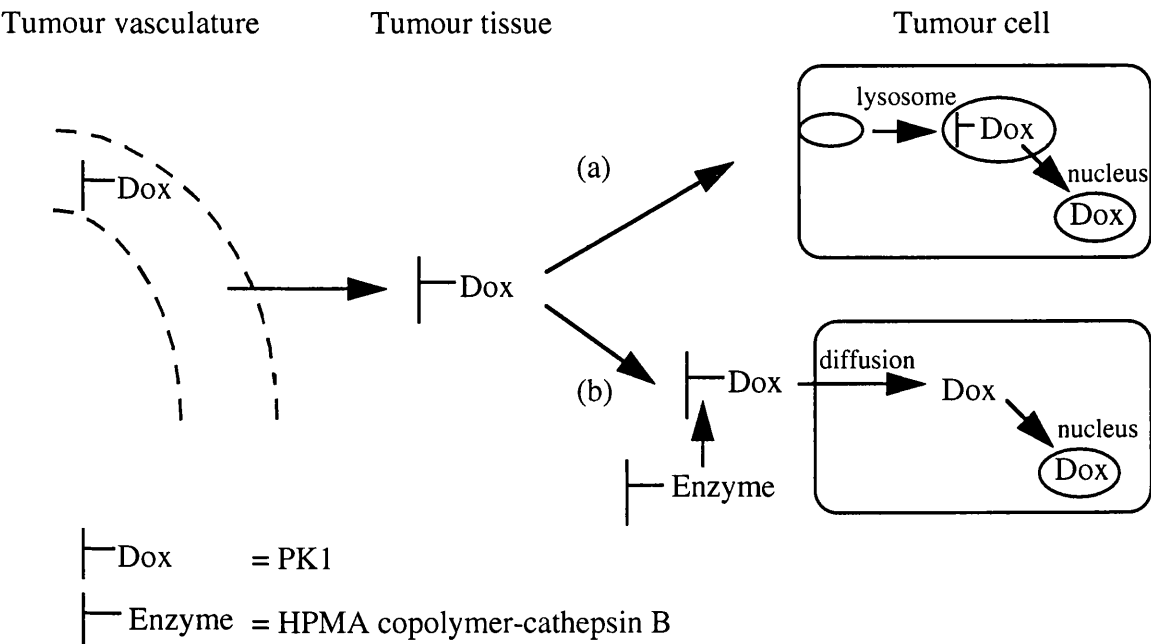 Tumour vasculature
Tumour tissue
Tumour cell
lysosome
Dox
nucleus
Dox
(a)
Dox
Dox
(b)
Dox
diffusion
Dox
nucleus
Dox
Enzyme
Dox = PK1
Enzyme = HPMA copolymer-cathepsin B